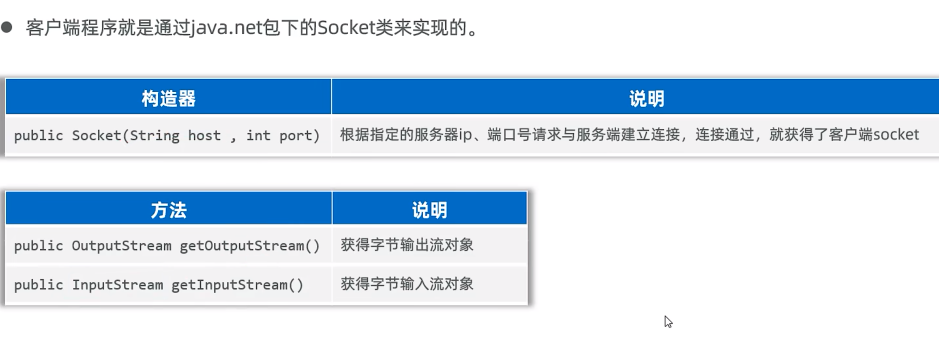 客户端程序就是通过java.net包下的Socket类来实现的。
构造器 说明
public Socket(String host , int port) 根据指定的服务器ip、端口号请求与服务端建立连接，连接通过，就获得了客户端socket
方法 说明
public OutputStream getOutputStream() 获得字节输出流对象
public InputStream getInputStream() 获得字节输入流对象